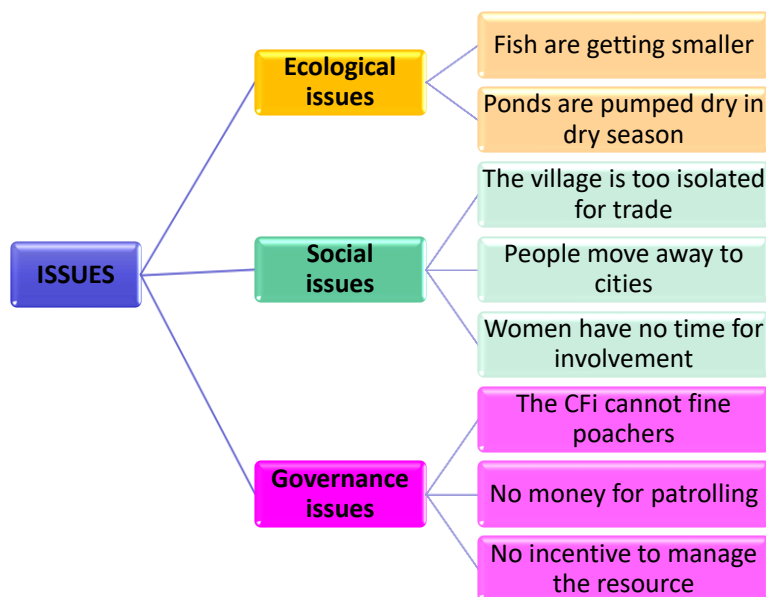 ISSUES
Ecological
issues
Fish are getting smaller
Ponds are pumped dry in
dry season
Social
issues
The village is too isolated
for trade
People move away to
cities
Women have no time for
involvement
Governance
issues
The CFi cannot fine
poachers
No money for patrolling
No incentive to manage
the resource